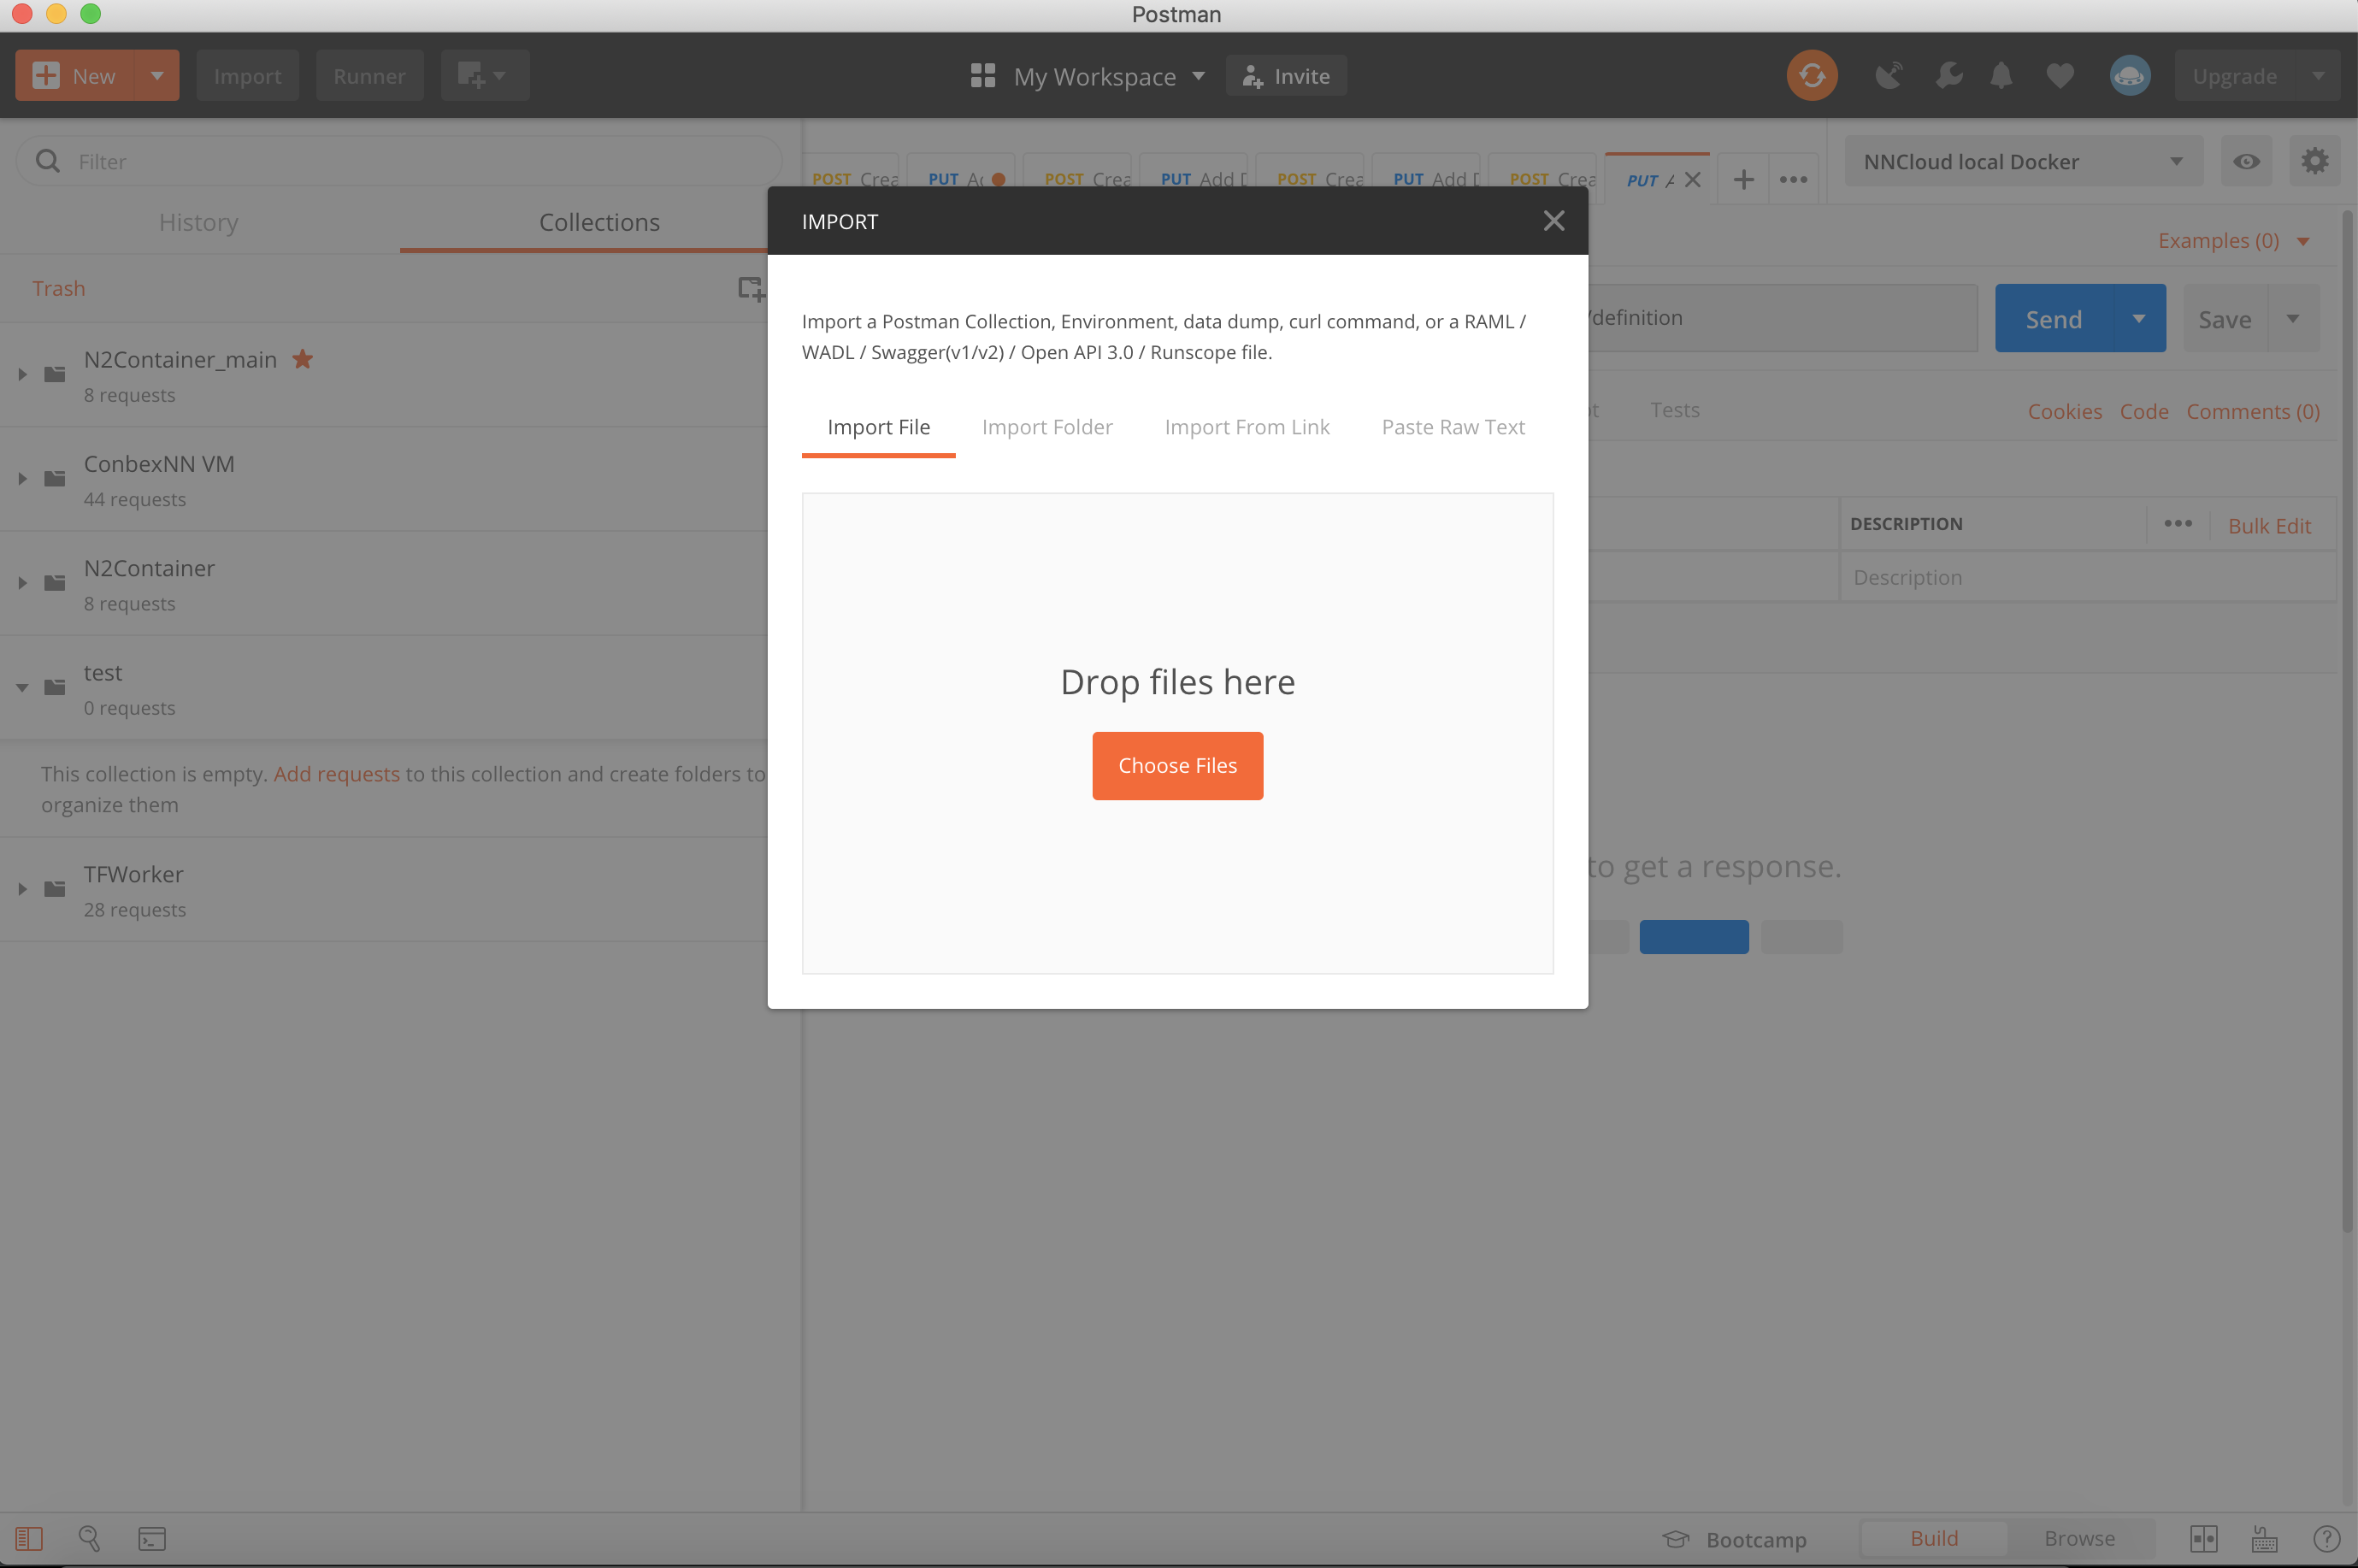 Postman
New
Import
Runner
My Workspace
Invite
Upgrade
Filter
History
Collections
Trash
N2Container_main
8 requests
ConbexNN VM
44 requests
N2Container
8 requests
test
0 requests
This collection is empty. Add requests to this collection and create folders to
organize them
TFWorker
28 requests
POST Crea
PUT Ac
POST Crea
PUT Add D
POST Crea
PUT Add D
POST Crea
PUT A
NNCloud local Docker
Examples (0)
/definition
Send
Save
Tests
Cookies Code Comments (0)
DESCRIPTION
Bulk Edit
Description
to get a response.
IMPORT
Import a Postman Collection, Environment, data dump, curl command, or a RAML /
WADL / Swagger(v1/v2) / Open API 3.0 / Runscope file.
Import File
Import Folder
Import From Link
Paste Raw Text
Drop files here
Choose Files
Bootcamp
Build
Browse